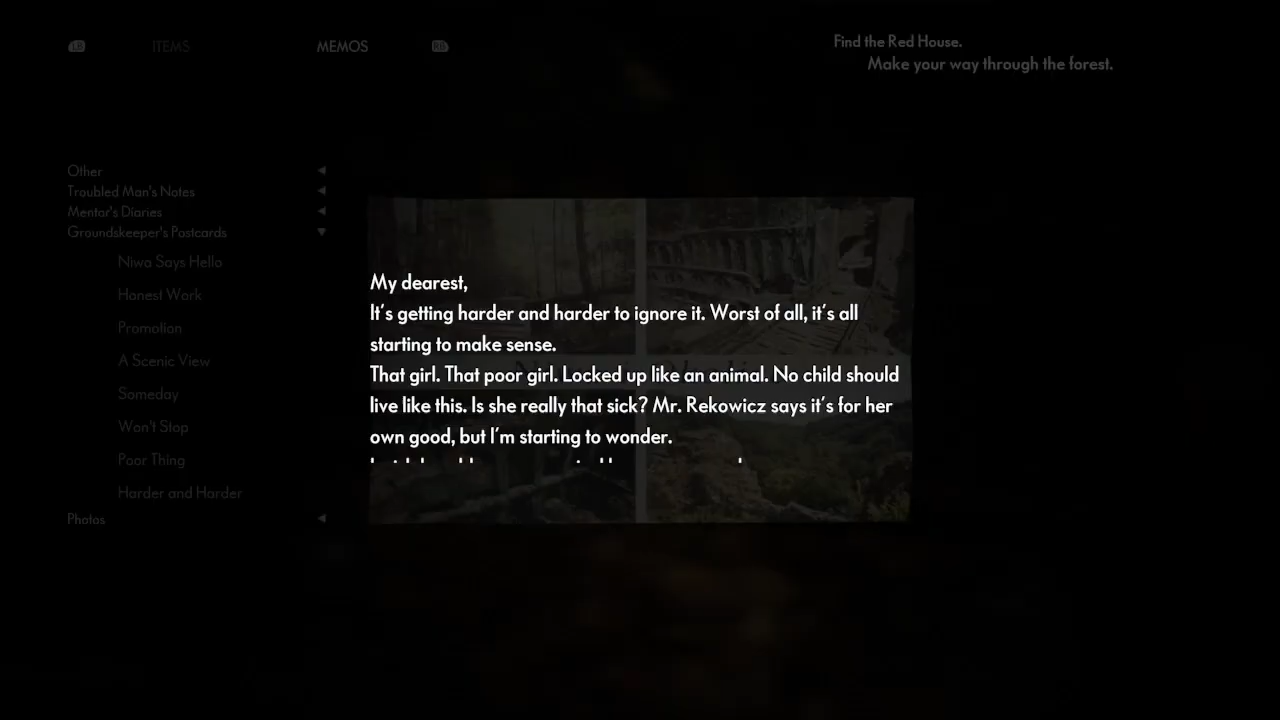 LB ITEMS MEMOS RB
Find the Red House.
Make your way through the forest.
Other
Troubled Man's Notes
Mentor's Diaries
Groundskeeper's Postcards
Niwa Says Hello
Honest Work
Promotion
A Scenic View
Someday
Won't Stop
Poor Thing
Harder and Harder
Photos
My dearest,
It's getting harder and harder to ignore it. Worst of all, it's all
starting to make sense.
That girl. That poor girl. Locked up like an animal. No child should
live like this. Is she really that sick? Mr. Rekowicz says it's for her
own good, but I'm starting to wonder.